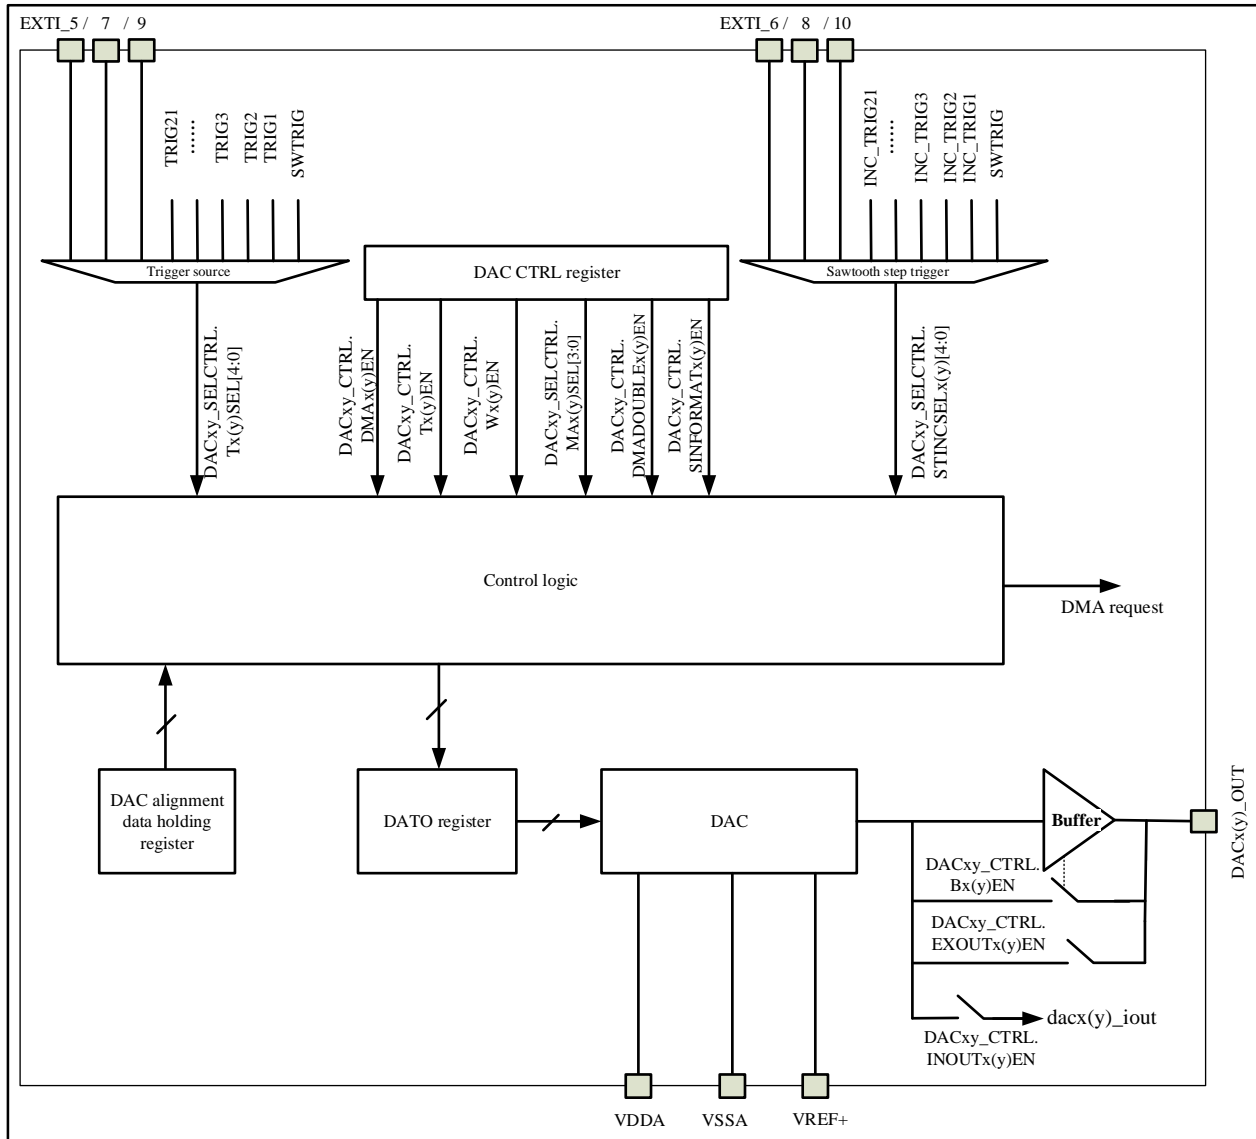 EXTI_5 / 7 / 9
EXTI_6 / 8 / 10
TRIG21
......
TRIG3
TRIG2
TRIG1
SWTRIG
INC_TRIG21
......
INC_TRIG3
INC_TRIG2
INC_TRIG1
SWTRIG
Trigger source
DAC CTRL register
Sawtooth step trigger
DACxy_SELCTRL.
Tx(y)SEL[4:0]
DACxy_CTRL.
DMAx(y)EN
DACxy_CTRL.
Tx(y)EN
DACxy_CTRL.
Wx(y)EN
DACxy_SELCTRL.
MAx(y)SEL[3:0]
DACxy_CTRL.
DMADOUBLEx(y)EN
DACxy_CTRL.
SINFORMATx(y)EN
DACxy_SELCTRL.
STINCSELx(y)[4:0]
Control logic
DMA request
DAC alignment
data holding
register
DATO register
DAC
Buffer
DACx(y)_OUT
DACxy_CTRL.
Bx(y)EN
DACxy_CTRL.
EXOUTx(y)EN
dacx(y)_iout
DACxy_CTRL.
INOUTx(y)EN
VDDA
VSSA
VREF+